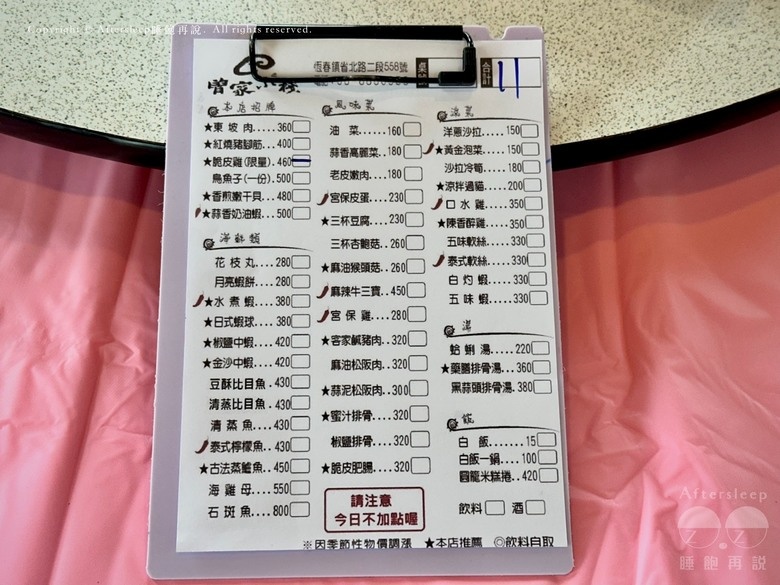 Copyright © Aftersleep睡飽再說. All rights reserved.
曾家小棧
恆春鎮省北路二段558號
合計
11
本店招牌
★東坡肉....360
★紅燒豬腳筋...400
★脆皮雞(限量).460
烏魚子(一份).500
★香煎嫩干貝...480
★蒜香奶油蝦...500
海鮮類
花枝丸....280
月亮蝦餅...280
★水煮蝦....380
★日式蝦球...380
★椒鹽中蝦...420
★金沙中蝦...420
豆酥比目魚.430
清蒸比目魚.430
清蒸魚....430
泰式檸檬魚..430
★古法蒸鱸魚..450
海雞母....550
石斑魚....800
風味菜
油菜......160
蒜香高麗菜..180
老皮嫩肉...180
宮保皮蛋...230
★三杯豆腐....230
三杯杏鮑菇..260
★麻油猴頭菇..260
麻辣牛三寶..450
宮保雞....280
★客家鹹豬肉..320
麻油松阪肉.320
★蒜泥松阪肉.300
★蜜汁排骨...320
椒鹽排骨...320
★脆皮肥腸...320
請注意
今日不加點喔
涼菜
洋蔥沙拉...150
★黃金泡菜....150
沙拉冷筍...180
★涼拌過貓....200
口水雞....350
★陳香醉雞...350
五味軟絲...330
泰式軟絲...330
白灼蝦....330
五味蝦....330
湯
蛤蜊湯....220
★藥膳排骨湯..360
黑蒜頭排骨湯.380
飯
白飯.......15
白飯一鍋...100
圓籠米糕捲..420
飲料 酒
※因季節性物價調漲 ★本店推薦 ◎飲料自取
Aftersleep
睡飽再說